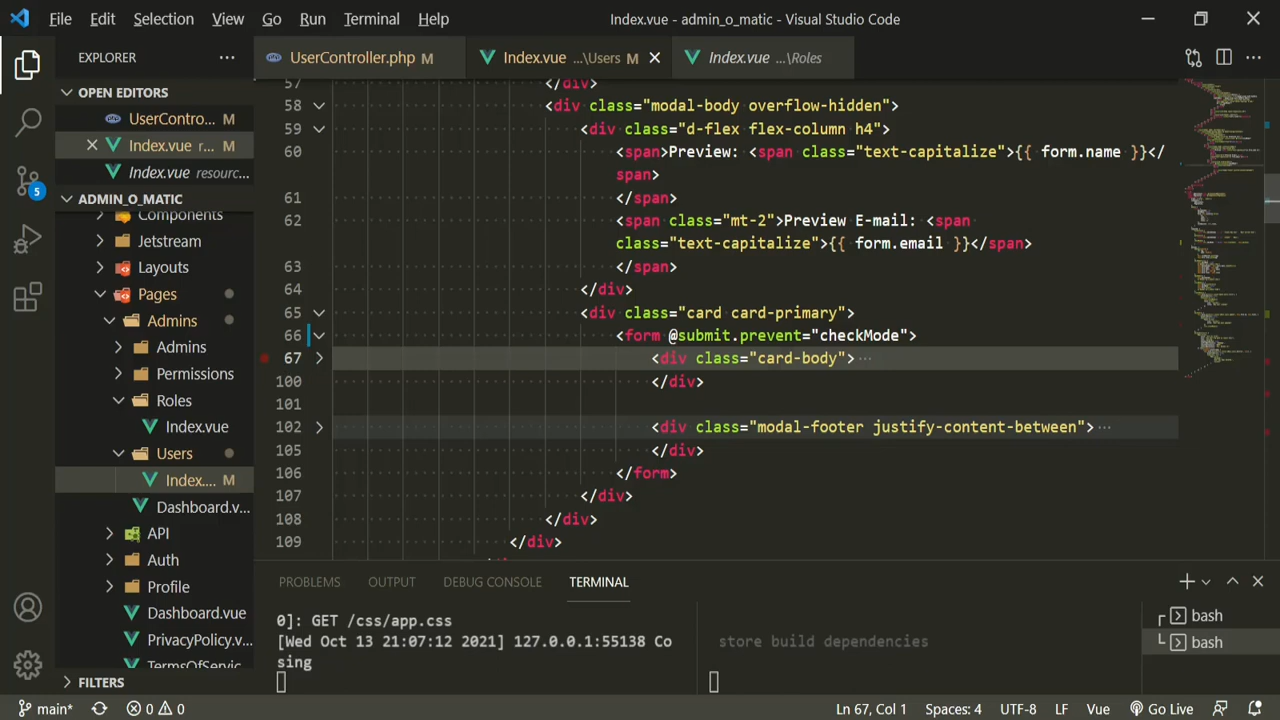 File Edit Selection View Go Run Terminal Help
Index.vue - admin_o_matic - Visual Studio Code
EXPLORER
OPEN EDITORS
UserContro... M
Index.vue r... M
Index.vue resourc...
ADMIN_O_MATIC
Components
Jetstream
Layouts
Pages
Admins
Admins
Permissions
Roles
Index.vue
Users
Index.... M
Dashboard.v...
API
Auth
Profile
Dashboard.vue
PrivacyPolicy.v...
TermsOfServic...
FILTERS
5
UserController.php M
Index.vue ...\Users M
Index.vue ...\Roles
57 </div>
58 <div class="modal-body overflow-hidden">
59 <div class="d-flex flex-column h4">
60 <span>Preview: <span class="text-capitalize">{{ form.name }}</
span>
61 </span>
62 <span class="mt-2">Preview E-mail: <span
class="text-capitalize">{{ form.email }}</span>
63 </span>
64 </div>
65 <div class="card card-primary">
66 <form @submit.prevent="checkMode">
67 <div class="card-body"> ...
100 </div>
101
102 <div class="modal-footer justify-content-between"> ...
105 </div>
106 </form>
107 </div>
108 </div>
109 </div>
PROBLEMS OUTPUT DEBUG CONSOLE TERMINAL
0]: GET /css/app.css
[Wed Oct 13 21:07:12 2021] 127.0.0.1:55138 Co
sing
store build dependencies
bash
bash
main* 0 0
Ln 67, Col 1 Spaces: 4 UTF-8 LF Vue Go Live